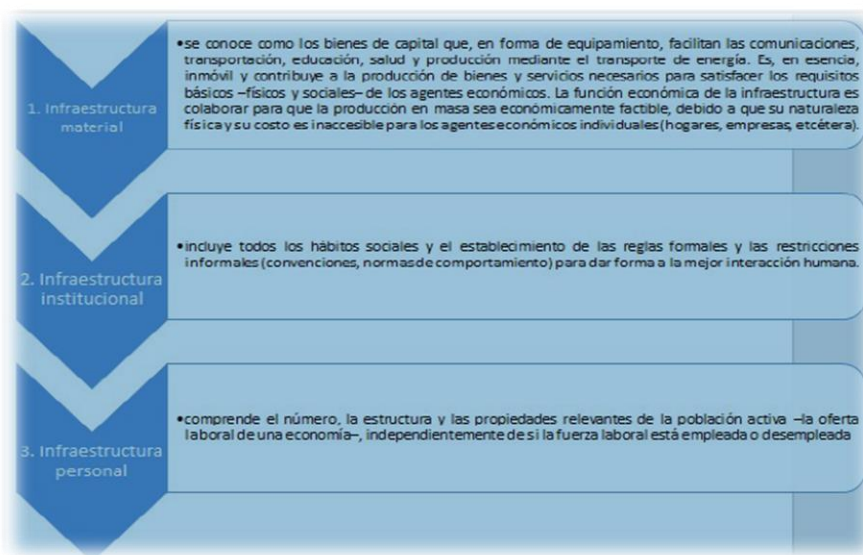 1. Infraestructura
material
•se conoce como los bienes de capital que, en forma de equipamiento, facilitan las comunicaciones,
transportación, educación, salud y producción mediante el transporte de energía. Es, en esencia,
inmóvil y contribuye a la producción de bienes y servicios necesarios para satisfacer los requisitos
básicos –físicos y sociales– de los agentes económicos. La función económica de la infraestructura es
colaborar para que la producción en masa sea económicamente factible, debido a que su naturaleza
física y su costo es inaccesible para los agentes económicos individuales (hogares, empresas, etcétera).
2. Infraestructura
institucional
•incluye todos los hábitos sociales y el establecimiento de las reglas formales y las restricciones
informales (convenciones, normas de comportamiento) para dar forma a la mejor interacción humana.
3. Infraestructura
personal
•comprende el número, la estructura y las propiedades relevantes de la población activa –la oferta
laboral de una economía–, independientemente de si la fuerza laboral está empleada o desempleada